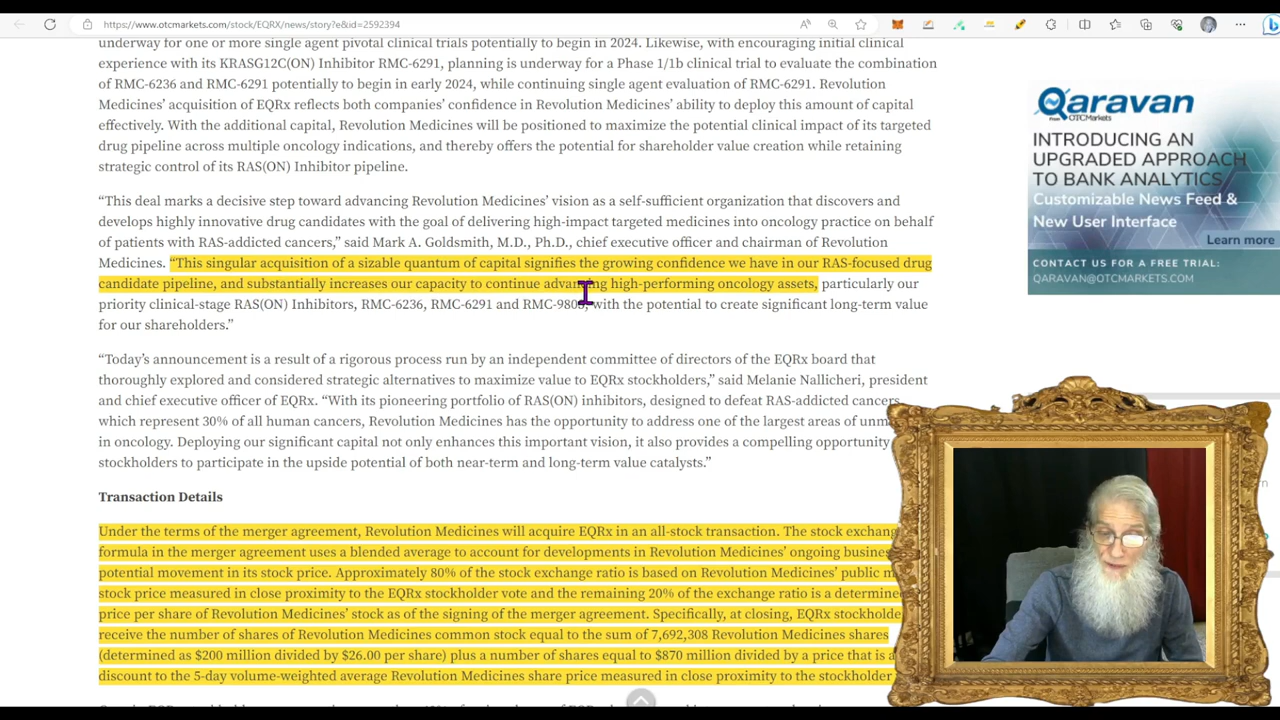 https://www.otcmarkets.com/stock/EQRX/news/story?e&id=2592394
underway for one or more single agent pivotal clinical trials potentially to begin in 2024. Likewise, with encouraging initial clinical
experience with its KRASG12C(ON) Inhibitor RMC-6291, planning is underway for a Phase 1/1b clinical trial to evaluate the combination
of RMC-6236 and RMC-6291 potentially to begin in early 2024, while continuing single agent evaluation of RMC-6291. Revolution
Medicines' acquisition of EQRx reflects both companies' confidence in Revolution Medicines' ability to deploy this amount of capital
effectively. With the additional capital, Revolution Medicines will be positioned to maximize the potential clinical impact of its targeted
drug pipeline across multiple oncology indications, and thereby offers the potential for shareholder value creation while retaining
strategic control of its RAS(ON) Inhibitor pipeline.
“This deal marks a decisive step toward advancing Revolution Medicines' vision as a self-sufficient organization that discovers and
develops highly innovative drug candidates with the goal of delivering high-impact targeted medicines into oncology practice on behalf
of patients with RAS-addicted cancers,” said Mark A. Goldsmith, M.D., Ph.D., chief executive officer and chairman of Revolution
Medicines. “This singular acquisition of a sizable quantum of capital signifies the growing confidence we have in our RAS-focused drug
candidate pipeline, and substantially increases our capacity to continue advancing high-performing oncology assets, particularly our
priority clinical-stage RAS(ON) Inhibitors, RMC-6236, RMC-6291 and with the potential to create significant long-term value
for our shareholders.”
“Today's announcement is a result of a rigorous process run by an independent committee of directors of the EQRx board that
thoroughly explored and considered strategic alternatives to maximize value to EQRx stockholders,” said Melanie Nallicheri, president
and chief executive officer of EQRx. “With its pioneering portfolio of RAS(ON) inhibitors, designed to defeat RAS-addicted cancers
which represent 30% of all human cancers, Revolution Medicines has the opportunity to address one of the largest areas of
in oncology. Deploying our significant capital not only enhances this important vision, it also provides a compelling opportunity
stockholders to participate in the upside potential of both near-term and long-term value catalysts.”
Transaction Details
Under the terms of the merger agreement, Revolution Medicines will acquire EQRx in an all-stock transaction. The stock
formula in the merger agreement uses a blended average to account for developments in Revolution Medicines' ongoing
potential movement in its stock price. Approximately 80% of the stock exchange ratio is based on Revolution Medicines' public
stock price measured in close proximity to the EQRx stockholder vote and the remaining 20% of the exchange ratio is a
price per share of Revolution Medicines' stock as of the signing of the merger agreement. Specifically, at closing, EQRx
receive the number of shares of Revolution Medicines common stock equal to the sum of 7,692,308 Revolution Medicines shares
(determined as $200 million divided by $26.00 per share) plus a number of shares equal to $870 million divided by a price that is a
discount to the 5-day volume-weighted average Revolution Medicines share price measured in close proximity to the stockholder
Qaravan
From OTCMarkets
INTRODUCING AN
UPGRADED APPROACH
TO BANK ANALYTICS
Customizable News Feed &
New User Interface
Learn more
CONTACT US FOR A FREE TRIAL:
QARAVAN@OTCMARKETS.COM